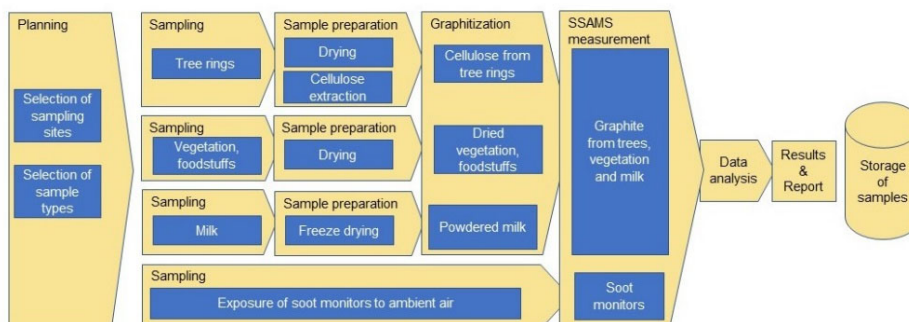 Planning
Selection of
sampling
sites
Selection of
sample
types
Sampling
Tree rings
Sample preparation
Drying
Cellulose
extraction
Sampling
Vegetation,
foodstuffs
Sample preparation
Drying
Sampling
Milk
Sample preparation
Freeze drying
Sampling
Exposure of soot monitors to ambient air
Graphitization
Cellulose from
tree rings
Dried
vegetation,
foodstuffs
Powdered milk
SSAMS
measurement
Graphite
from trees,
vegetation
and milk
Soot
monitors
Data
analysis
Results
&
Report
Storage
of
samples